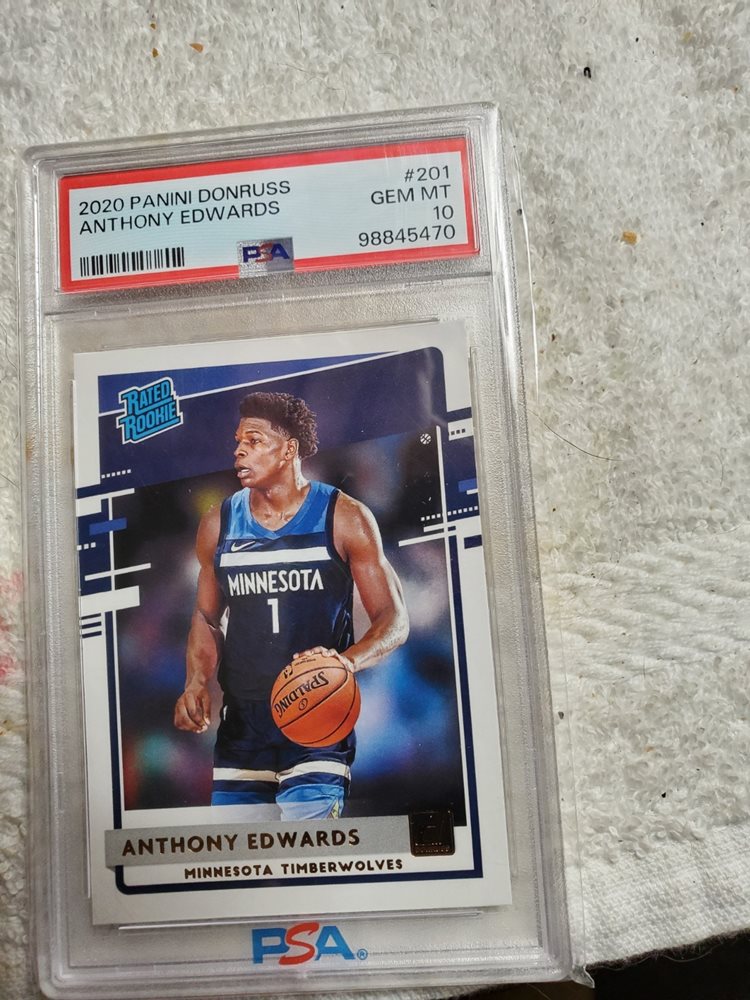 2020 PANINI DONRUSS
ANTHONY EDWARDS
#201
GEM MT
10
98845470
PSA
RATED
ROOKIE
MINNESOTA
1
SPALDING
ANTHONY EDWARDS
MINNESOTA TIMBERWOLVES
PSA®